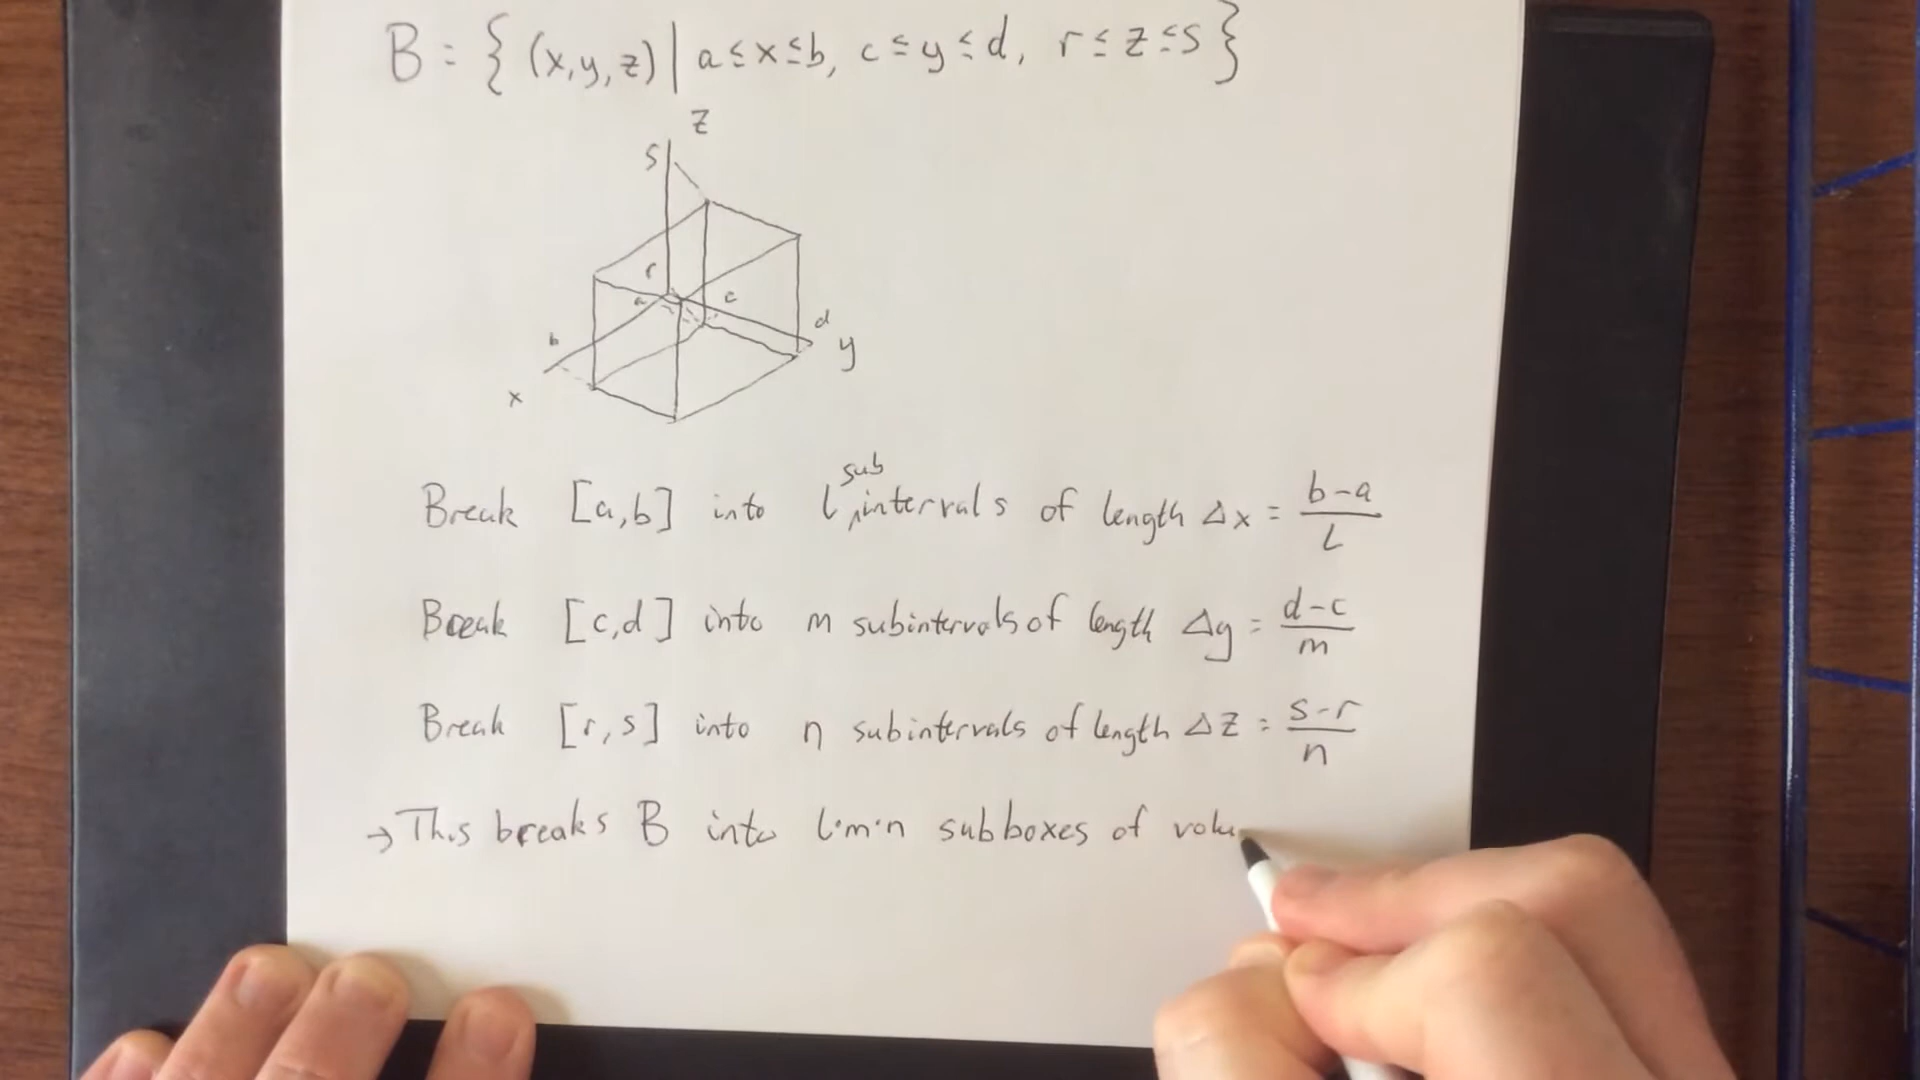 B = { (x,y,z) | a ≤ x ≤ b, c ≤ y ≤ d, r ≤ z ≤ s }
z
s
r
a
c
b
d
y
x
Break [a,b] into l subintervals of length Δx = b-a / L
Break [c,d] into m subintervals of length Δy = d-c / m
Break [r,s] into n subintervals of length Δz = s-r / n
→ This breaks B into l·m·n subboxes of volu